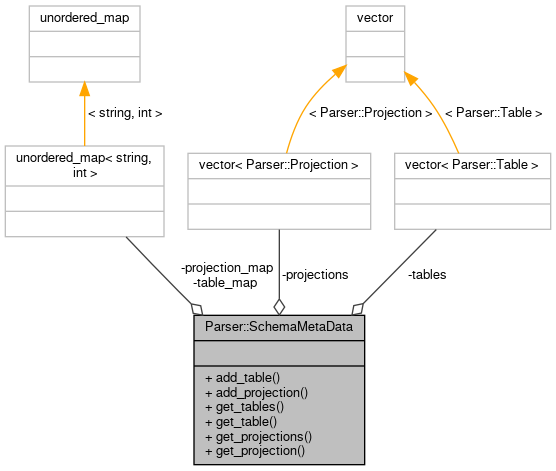 unordered_map
vector
< string, int >
< Parser::Projection >
< Parser::Table >
unordered_map< string,
int >
vector< Parser::Projection >
vector< Parser::Table >
-projection_map
-table_map
-projections
-tables
Parser::SchemaMetaData
+ add_table()
+ add_projection()
+ get_tables()
+ get_table()
+ get_projections()
+ get_projection()